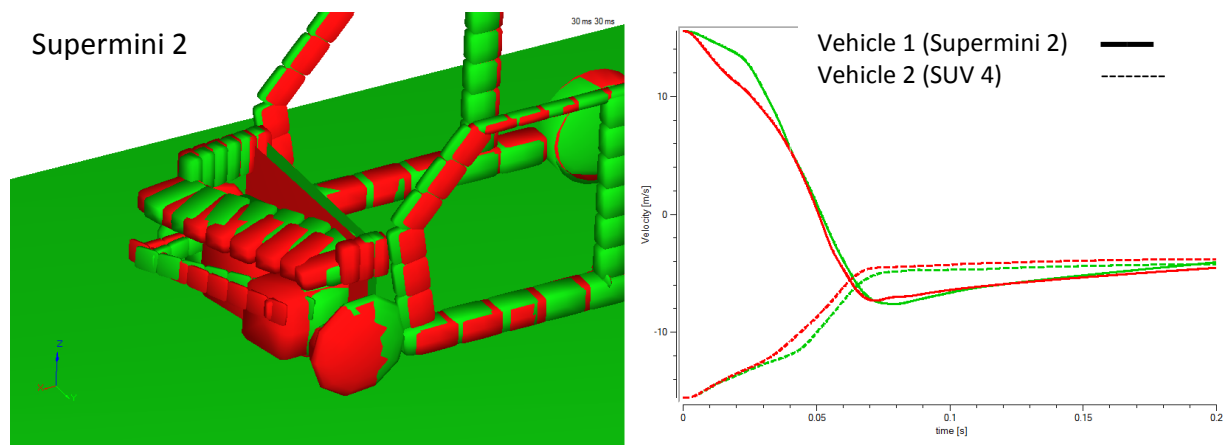 30 ms 30 ms
Supermini 2
Z
X
Y
Vehicle 1 (Supermini 2)
Vehicle 2 (SUV 4)
10
0
-10
Velocity [m/s]
0
0.05
0.1
0.15
0.2
time [s]